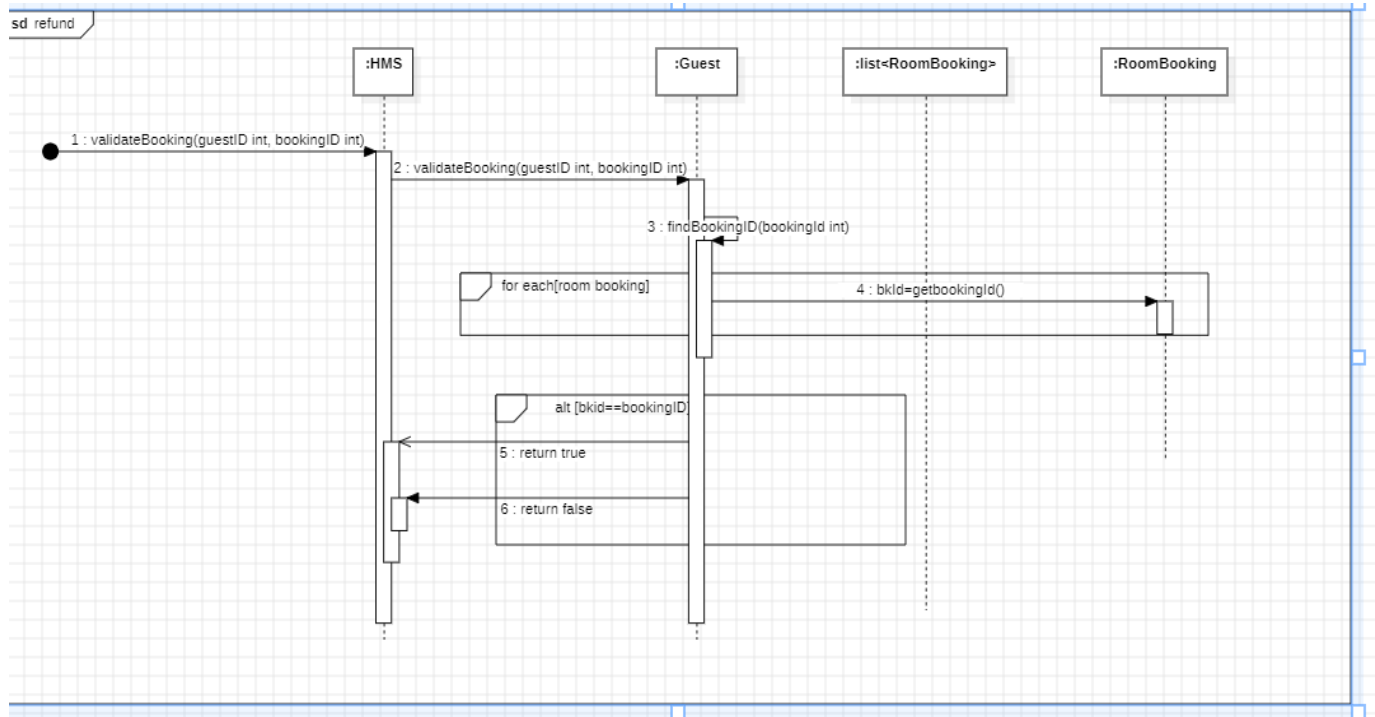 sd refund
:HMS
:Guest
:list<RoomBooking>
:RoomBooking
1 : validateBooking(guestID int, bookingID int)
2 : validateBooking(guestID int, bookingID int)
3 : findBookingID(bookingId int)
for each[room booking]
4 : bkId=getbookingId()
alt [bkid==bookingID]
5 : return true
6 : return false